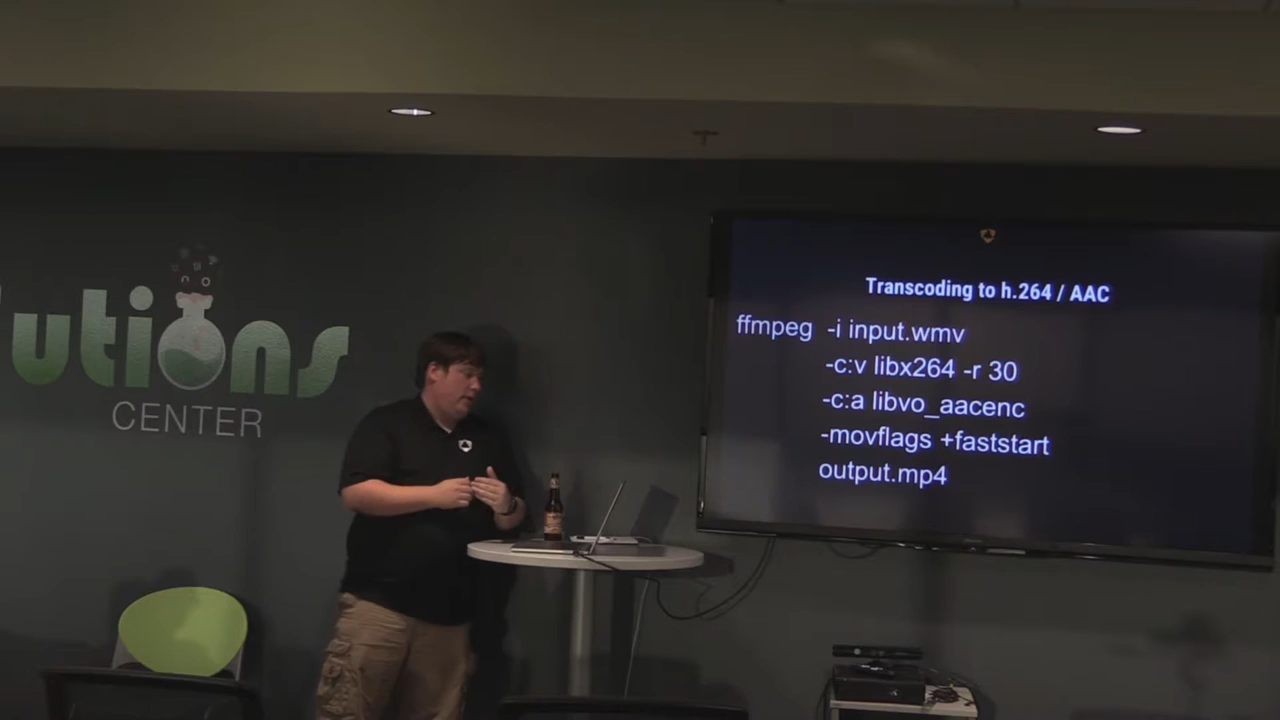 utions
CENTER
Transcoding to h.264 / AAC
ffmpeg -i input.wmv
-c:v libx264 -r 30
-c:a libvo_aacenc
-movflags +faststart
output.mp4